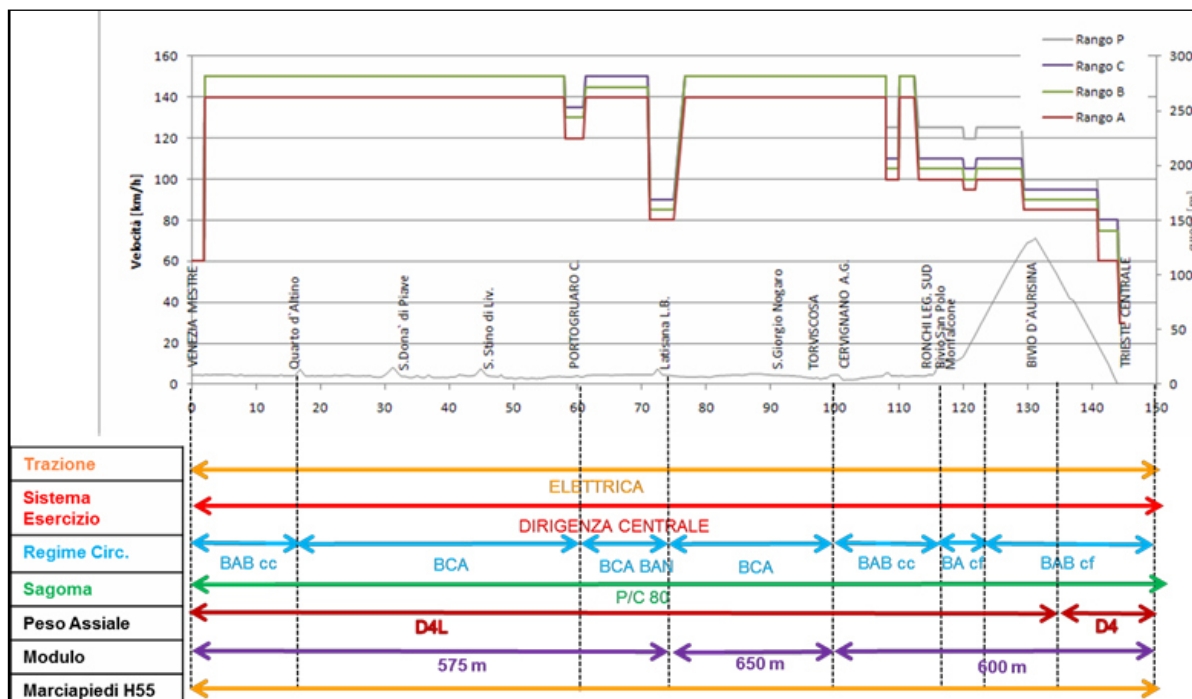 160
140
120
100
80
60
40
20
0
Velocità [km/h]
300
250
200
150
100
50
0
[m]
Rango P
Rango C
Rango B
Rango A
VENEZIA MESTRE
Quarto d`Altino
S.Dona` di Piave
S. Stino di Liv.
PORTOGRUARO C.
Latisana L.B.
S.Giorgio Nogaro
TORVISCOSA
CERVIGNANO A.G.
RONCHI LEG. SUD
Bivio San Polo
Monfalcone
BIVIO D`AURISINA
TRIESTE CENTRALE
0 10 20 30 40 50 60 70 80 90 100 110 120 130 140 150
Trazione
ELETTRICA
Sistema
Esercizio
DIRIGENZA CENTRALE
Regime Circ.
BAB cc BCA BCA BAN BCA BAB cc BA cf BAB cf
Sagoma
P/C 80
Peso Assiale
D4L D4
Modulo
575 m 650 m 600 m
Marciapiedi H55